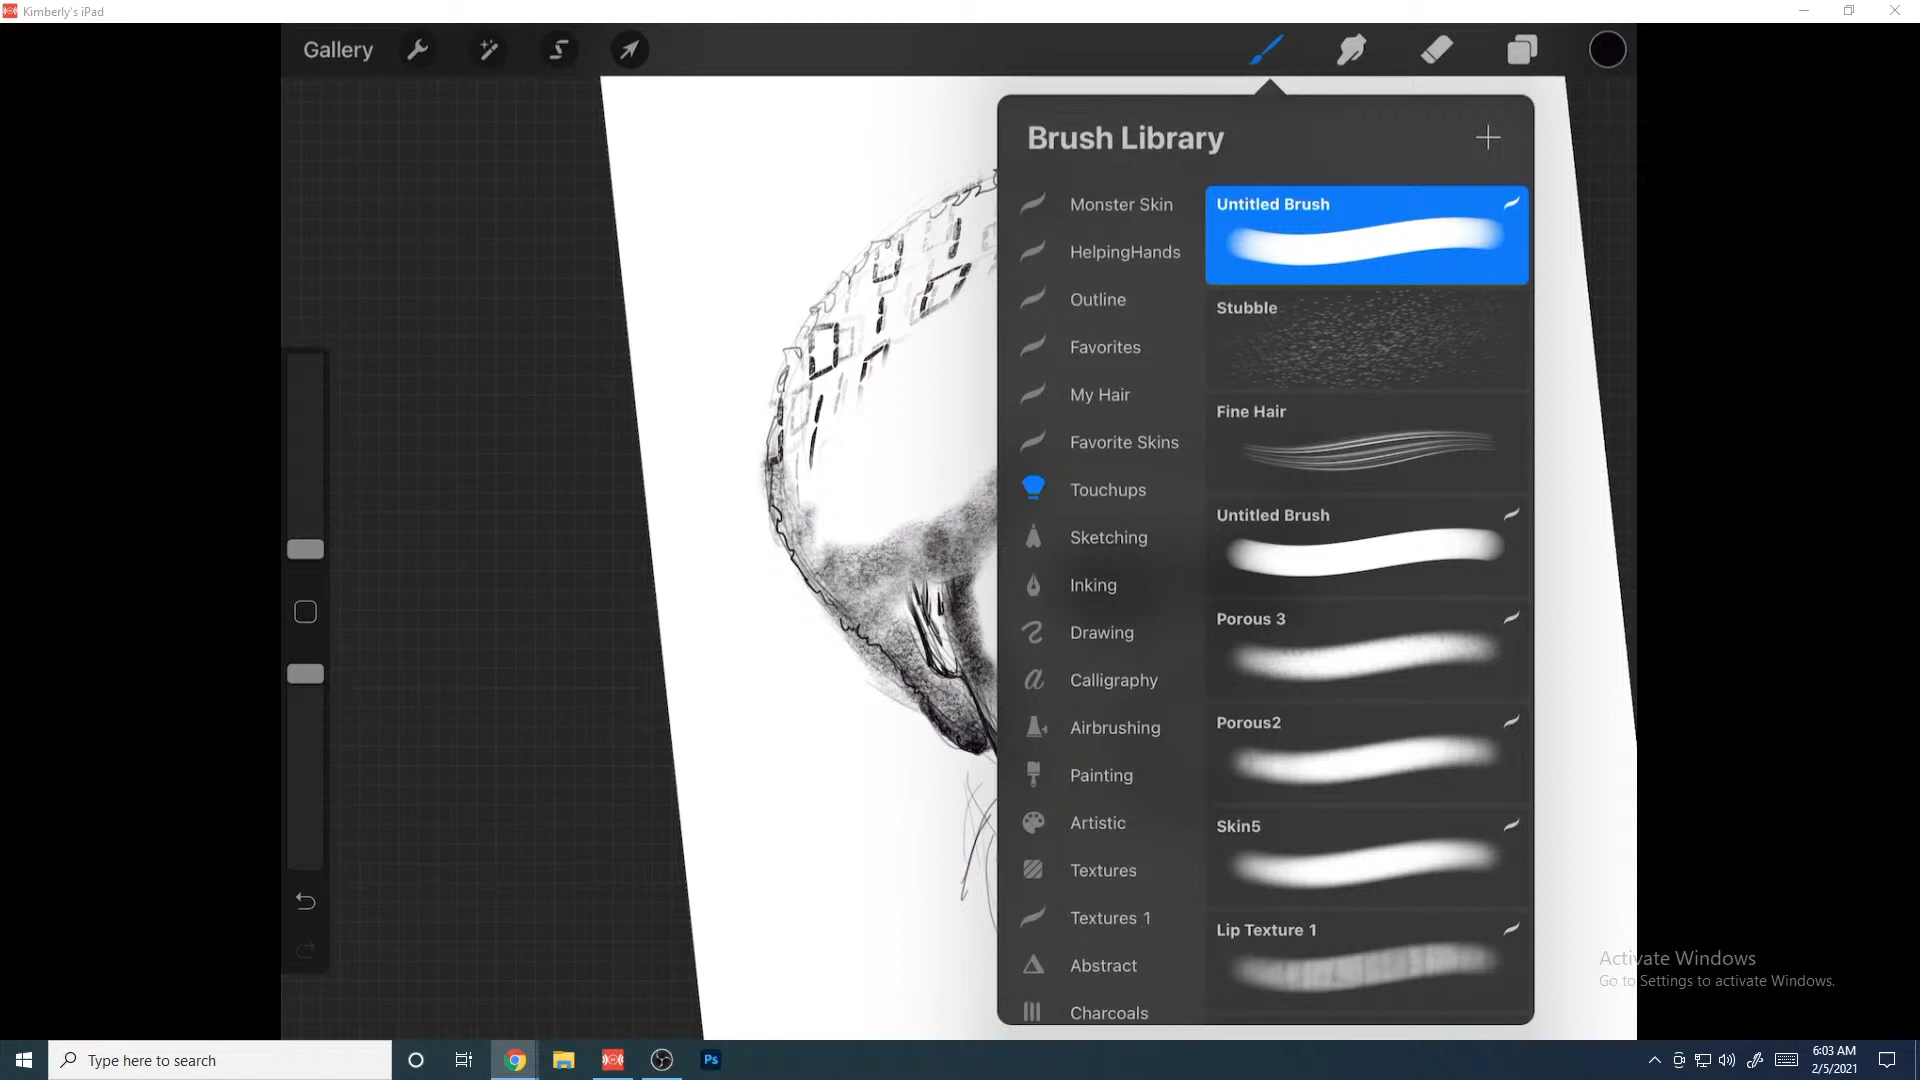 Kimberly's iPad
Gallery
Brush Library
Monster Skin
HelpingHands
Outline
Favorites
My Hair
Favorite Skins
Touchups
Sketching
Inking
Drawing
Calligraphy
Airbrushing
Painting
Artistic
Textures
Textures 1
Abstract
Charcoals
Untitled Brush
Stubble
Fine Hair
Untitled Brush
Porous 3
Porous2
Skin5
Lip Texture 1
Activate Windows
Go to Settings to activate Windows.
Type here to search
Ps
6:03 AM
2/5/2021